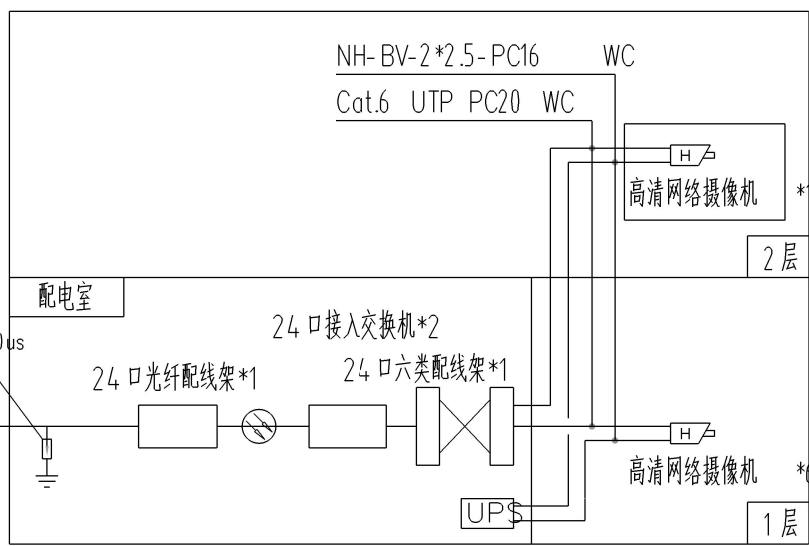 NH-BV-2*2.5-PC16 WC
Cat.6 UTP PC20 WC
H
高清网络摄像机
2层
配电室
24口接入交换机*2
us
24口光纤配线架*1
24口六类配线架*1
H
高清网络摄像机
UPS
1层